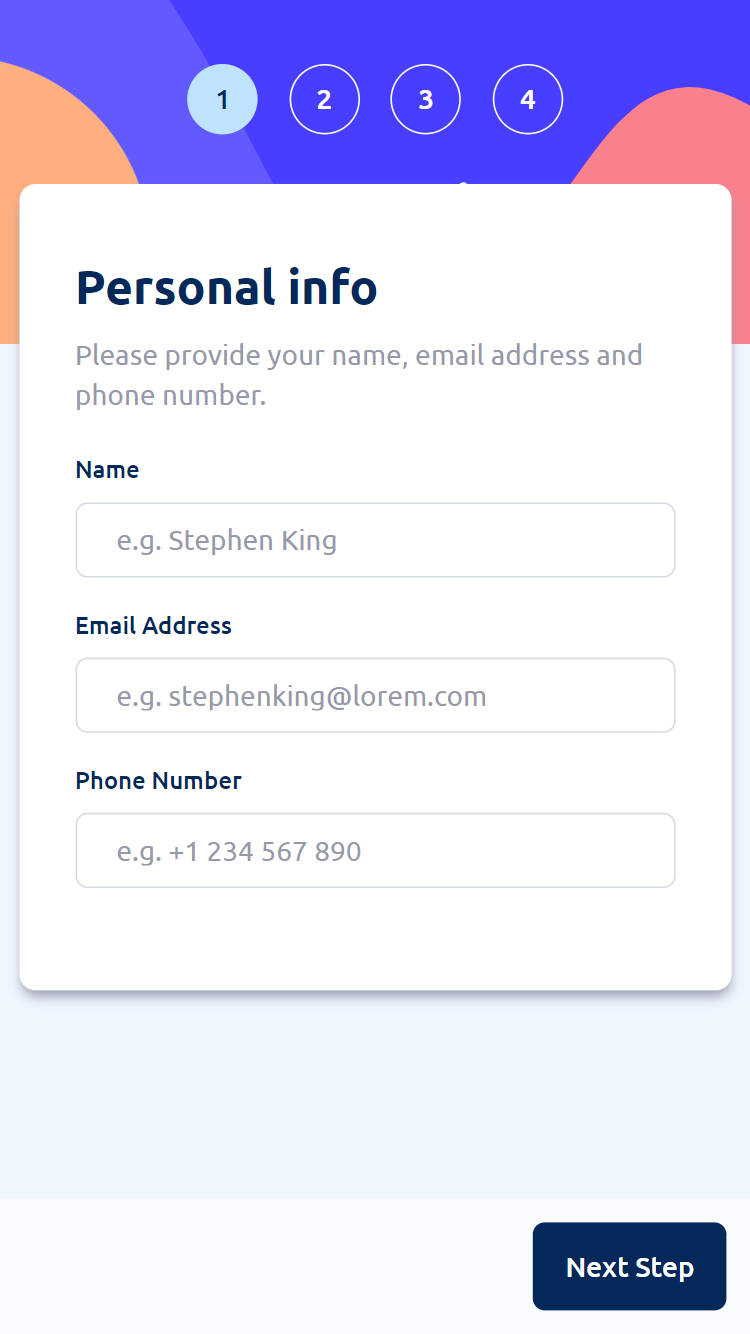 1 2 3 4
Personal info
Please provide your name, email address and
phone number.
Name
e.g. Stephen King
Email Address
e.g. stephenking@lorem.com
Phone Number
e.g. +1 234 567 890
Next Step